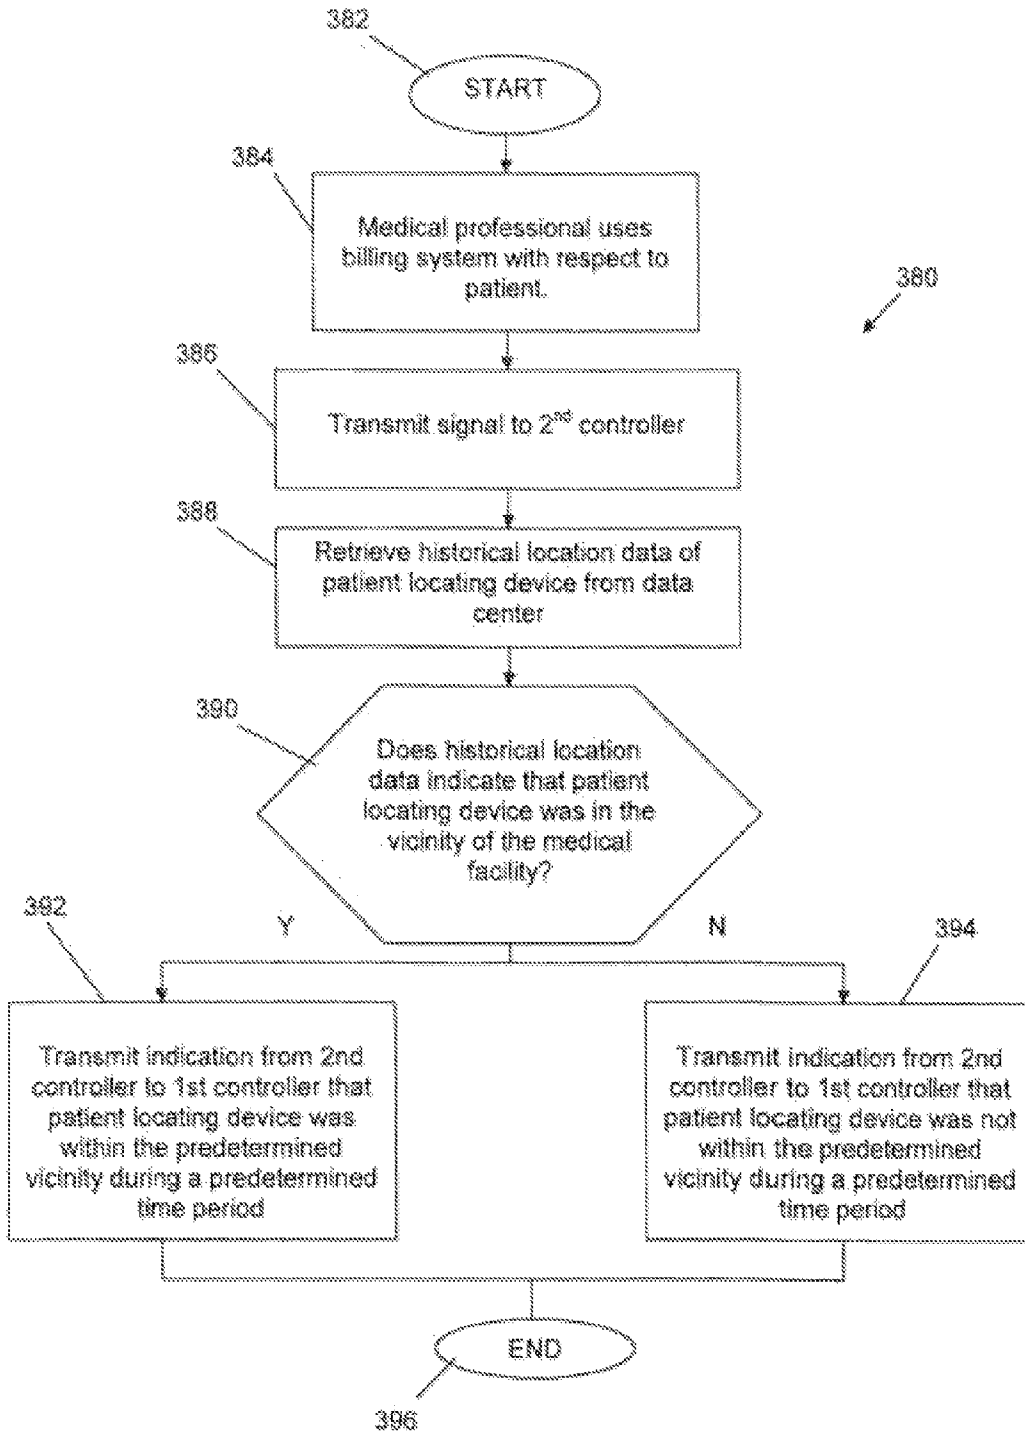 382
START
384
Medical professional uses
billing system with respect to
patient.
380
386
Transmit signal to 2nd controller
388
Retrieve historical location data of
patient locating device from data
center
390
Does historical location
data indicate that patient
locating device was in the
vicinity of the medical
facility?
392
Y
N
394
Transmit indication from 2nd
controller to 1st controller that
patient locating device was
within the predetermined
vicinity during a predetermined
time period
Transmit indication from 2nd
controller to 1st controller that
patient locating device was not
within the predetermined
vicinity during a predetermined
time period
END
396